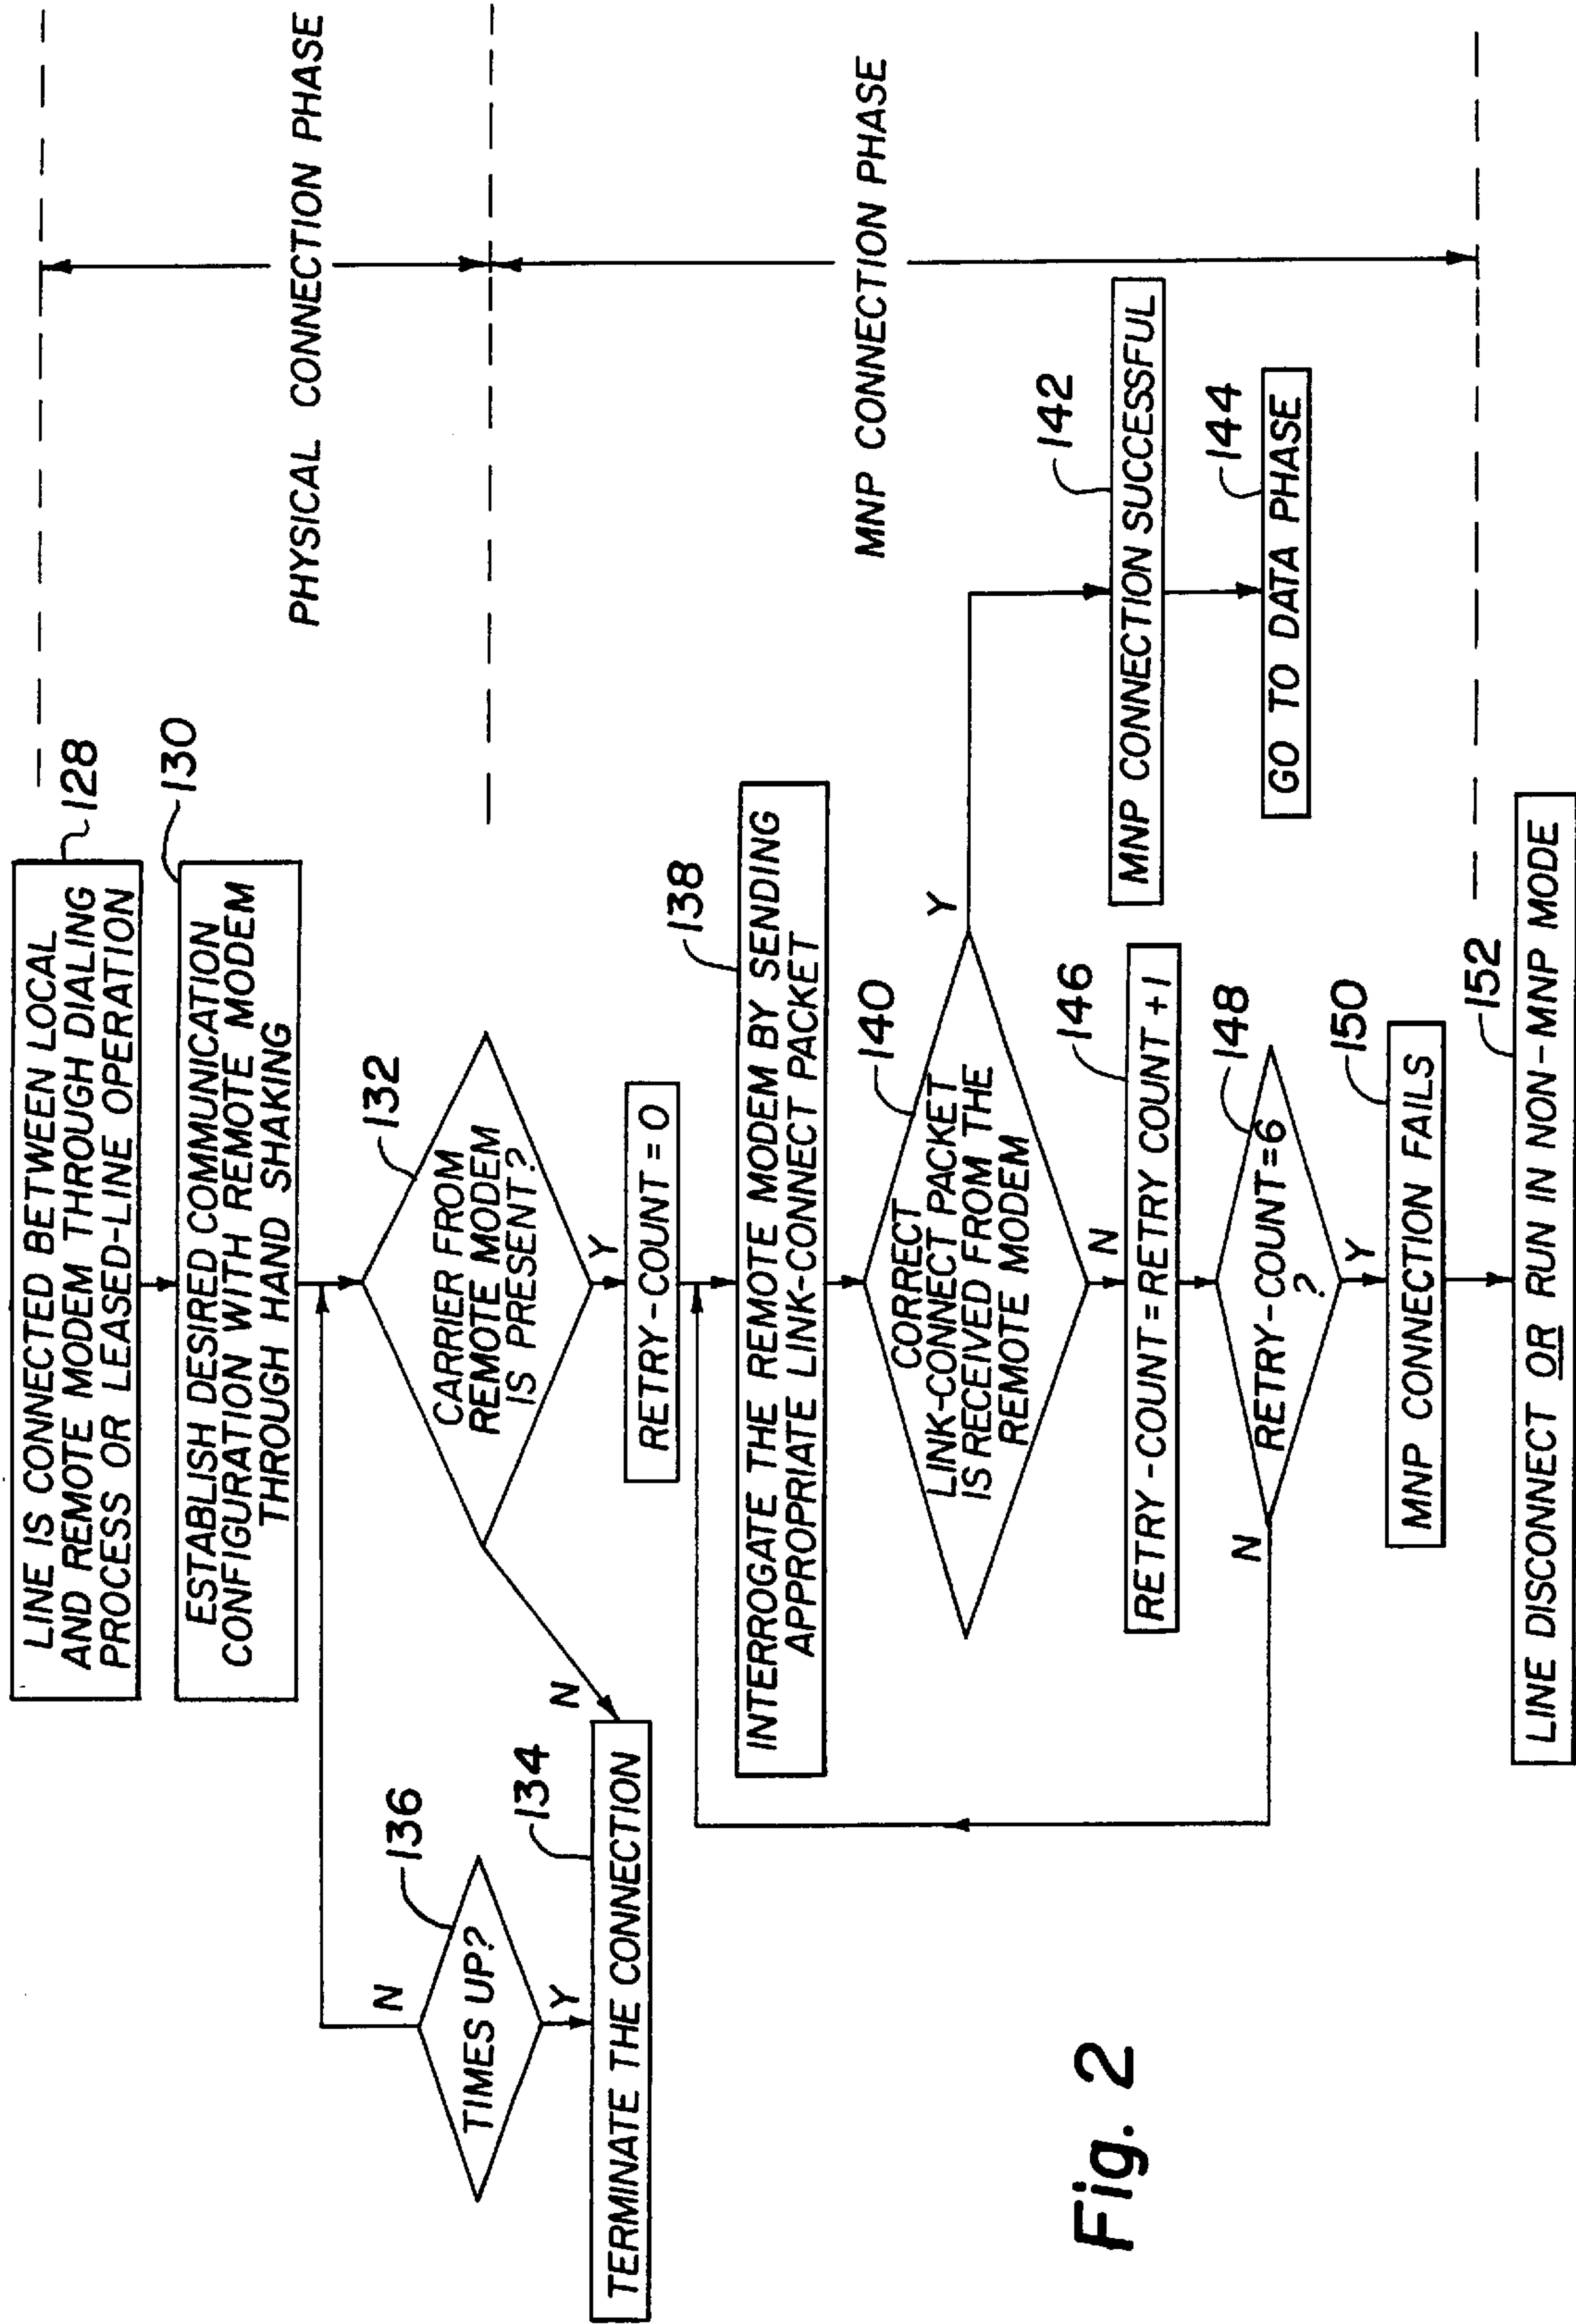 LINE IS CONNECTED BETWEEN LOCAL
AND REMOTE MODEM THROUGH DIALING
PROCESS OR LEASED-LINE OPERATION
128
ESTABLISH DESIRED COMMUNICATION
CONFIGURATION WITH REMOTE MODEM
THROUGH HAND SHAKING
130
PHYSICAL CONNECTION PHASE
CARRIER FROM
REMOTE MODEM
IS PRESENT?
132
N
Y
TIMES UP?
136
N
Y
TERMINATE THE CONNECTION
134
RETRY-COUNT = 0
INTERROGATE THE REMOTE MODEM BY SENDING
APPROPRIATE LINK-CONNECT PACKET
138
MNP CONNECTION PHASE
CORRECT
LINK-CONNECT PACKET
IS RECEIVED FROM THE
REMOTE MODEM
140
Y
N
MNP CONNECTION SUCCESSFUL
142
GO TO DATA PHASE
144
RETRY-COUNT=RETRY COUNT +1
146
RETRY-COUNT=6
?
148
N
Y
MNP CONNECTION FAILS
150
LINE DISCONNECT OR RUN IN NON-MNP MODE
152
Fig. 2